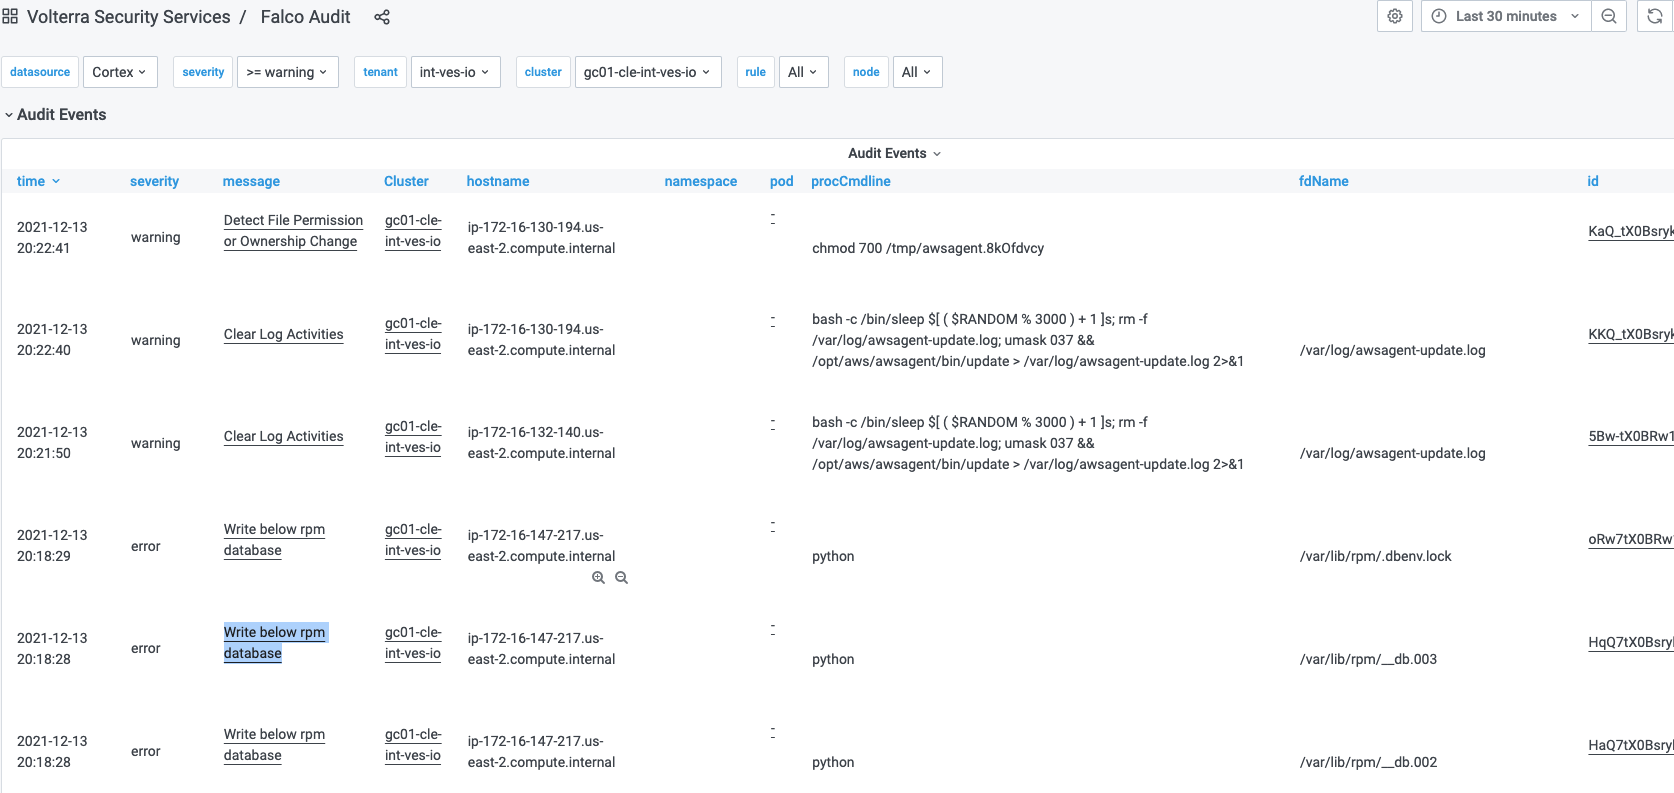 Volterra Security Services / Falco Audit
Last 30 minutes
datasource Cortex severity >= warning tenant int-ves-io cluster gc01-cle-int-ves-io rule All node All
Audit Events
Audit Events
time severity message Cluster hostname namespace pod procCmdline fdName id
2021-12-13
20:22:41
warning
Detect File Permission
or Ownership Change
gc01-cle-
int-ves-io
ip-172-16-130-194.us-
east-2.compute.internal
-
chmod 700 /tmp/awsagent.8kOfdvcy
KaQ_tX0Bsryk
2021-12-13
20:22:40
warning
Clear Log Activities
gc01-cle-
int-ves-io
ip-172-16-130-194.us-
east-2.compute.internal
-
bash -c /bin/sleep $[ ( $RANDOM % 3000 ) + 1 ]s; rm -f
/var/log/awsagent-update.log; umask 037 &&
/opt/aws/awsagent/bin/update > /var/log/awsagent-update.log 2>&1
/var/log/awsagent-update.log
KKQ_tX0Bsryk
2021-12-13
20:21:50
warning
Clear Log Activities
gc01-cle-
int-ves-io
ip-172-16-132-140.us-
east-2.compute.internal
-
bash -c /bin/sleep $[ ( $RANDOM % 3000 ) + 1 ]s; rm -f
/var/log/awsagent-update.log; umask 037 &&
/opt/aws/awsagent/bin/update > /var/log/awsagent-update.log 2>&1
/var/log/awsagent-update.log
5Bw-tX0BRw1
2021-12-13
20:18:29
error
Write below rpm
database
gc01-cle-
int-ves-io
ip-172-16-147-217.us-
east-2.compute.internal
-
python
/var/lib/rpm/.dbenv.lock
oRw7tX0BRw
2021-12-13
20:18:28
error
Write below rpm
database
gc01-cle-
int-ves-io
ip-172-16-147-217.us-
east-2.compute.internal
-
python
/var/lib/rpm/__db.003
HqQ7tX0Bsryl
2021-12-13
20:18:28
error
Write below rpm
database
gc01-cle-
int-ves-io
ip-172-16-147-217.us-
east-2.compute.internal
-
python
/var/lib/rpm/__db.002
HaQ7tX0Bsryl